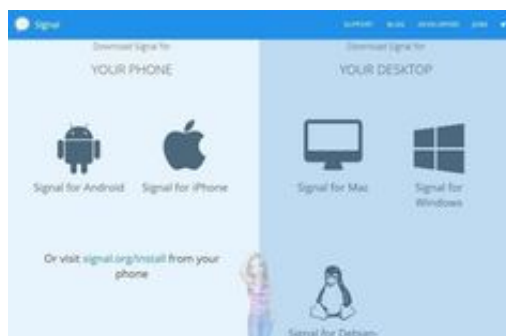 Signal
SUPPORT BLOG DEVELOPERS JOBS
Download Signal for
YOUR PHONE
Signal for Android
Signal for iPhone
Or visit signal.org/install from your
phone
Download Signal for
YOUR DESKTOP
Signal for Mac
Signal for
Windows
Signal for Debian-